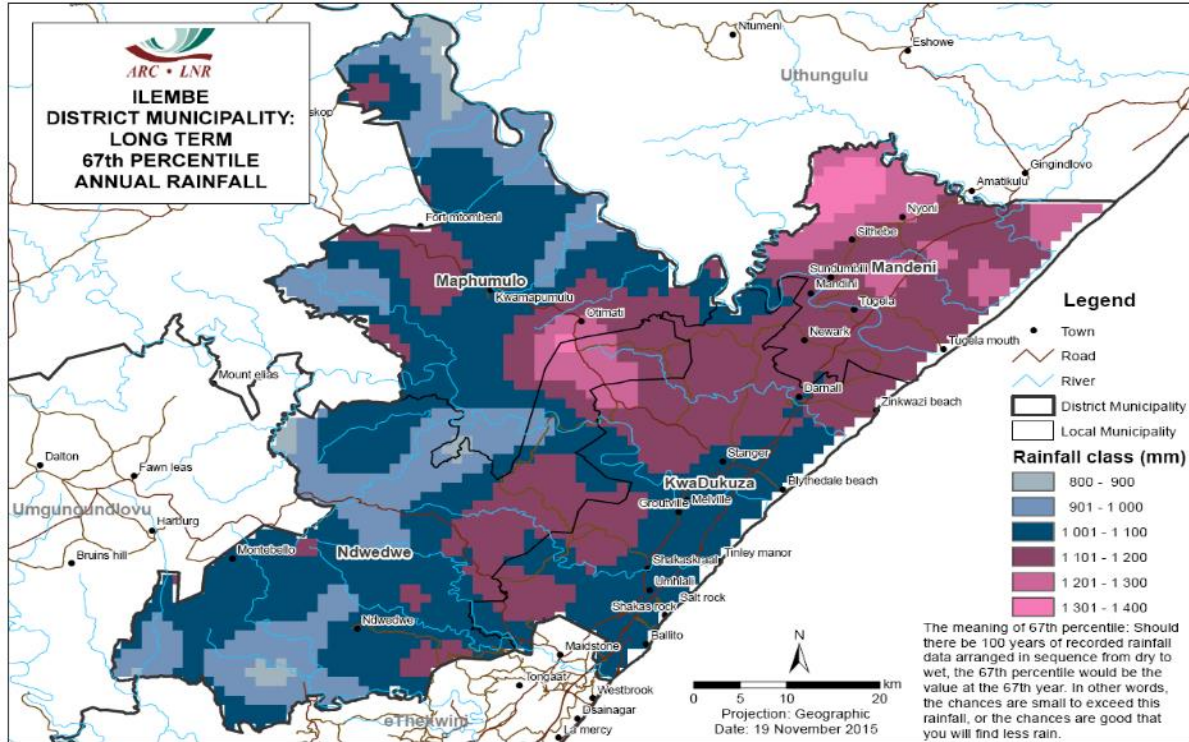 ARC • LNR
ILEMBE
DISTRICT MUNICIPALITY:
LONG TERM
67th PERCENTILE
ANNUAL RAINFALL
Ntumeni
Eshowe
Uthungulu
skop
Gingindlovo
Amatikulu
Fort mtombeni
Nyoni
Sithebe
Mandeni
Sundumbili
Maphumulo
Mandini
Kwamapumulu
Tugela
Otimati
Newark
Tugela mouth
Mount elias
Darnall
Zinkwazi beach
Dalton
Fawn leas
Stanger
KwaDukuza
Blythedale beach
Groutville
Melville
Umgungundlovu
Harburg
Bruins hill
Montebello
Ndwedwe
Shakaskraal
Tinley manor
Umhlali
Salt rock
Shakas rock
Ndwedwe
Ballito
Maidstone
Tongaat
Westbrook
Dsainagar
eThekwini
La mercy
Legend
Town
Road
River
District Municipality
Local Municipality
Rainfall class (mm)
800 - 900
901 - 1 000
1 001 - 1 100
1 101 - 1 200
1 201 - 1 300
1 301 - 1 400
The meaning of 67th percentile: Should
there be 100 years of recorded rainfall
data arranged in sequence from dry to
wet, the 67th percentile would be the
value at the 67th year. In other words,
the chances are small to exceed this
rainfall, or the chances are good that
you will find less rain.
N
km
0 5 10 20
Projection: Geographic
Date: 19 November 2015